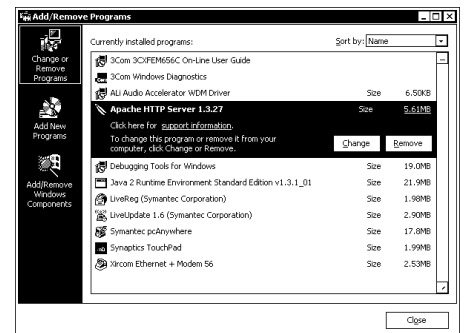 Add/Remove Programs
Change or
Remove
Programs
Add New
Programs
Add/Remove
Windows
Components
Currently installed programs:
Sort by: Name
3Com 3CXFEM656C On-Line User Guide
3Com Windows Diagnostics
ALi Audio Accelerator WDM Driver Size 6.50KB
Apache HTTP Server 1.3.27 Size 5.61MB
Click here for support information.
To change this program or remove it from your
computer, click Change or Remove.
Change Remove
Debugging Tools for Windows Size 19.0MB
Java 2 Runtime Environment Standard Edition v1.3.1_01 Size 21.9MB
LiveReg (Symantec Corporation) Size 1.98MB
LiveUpdate 1.6 (Symantec Corporation) Size 2.90MB
Symantec pcAnywhere Size 17.8MB
Synaptics TouchPad Size 1.99MB
Xircom Ethernet + Modem 56 Size 2.53MB
Close